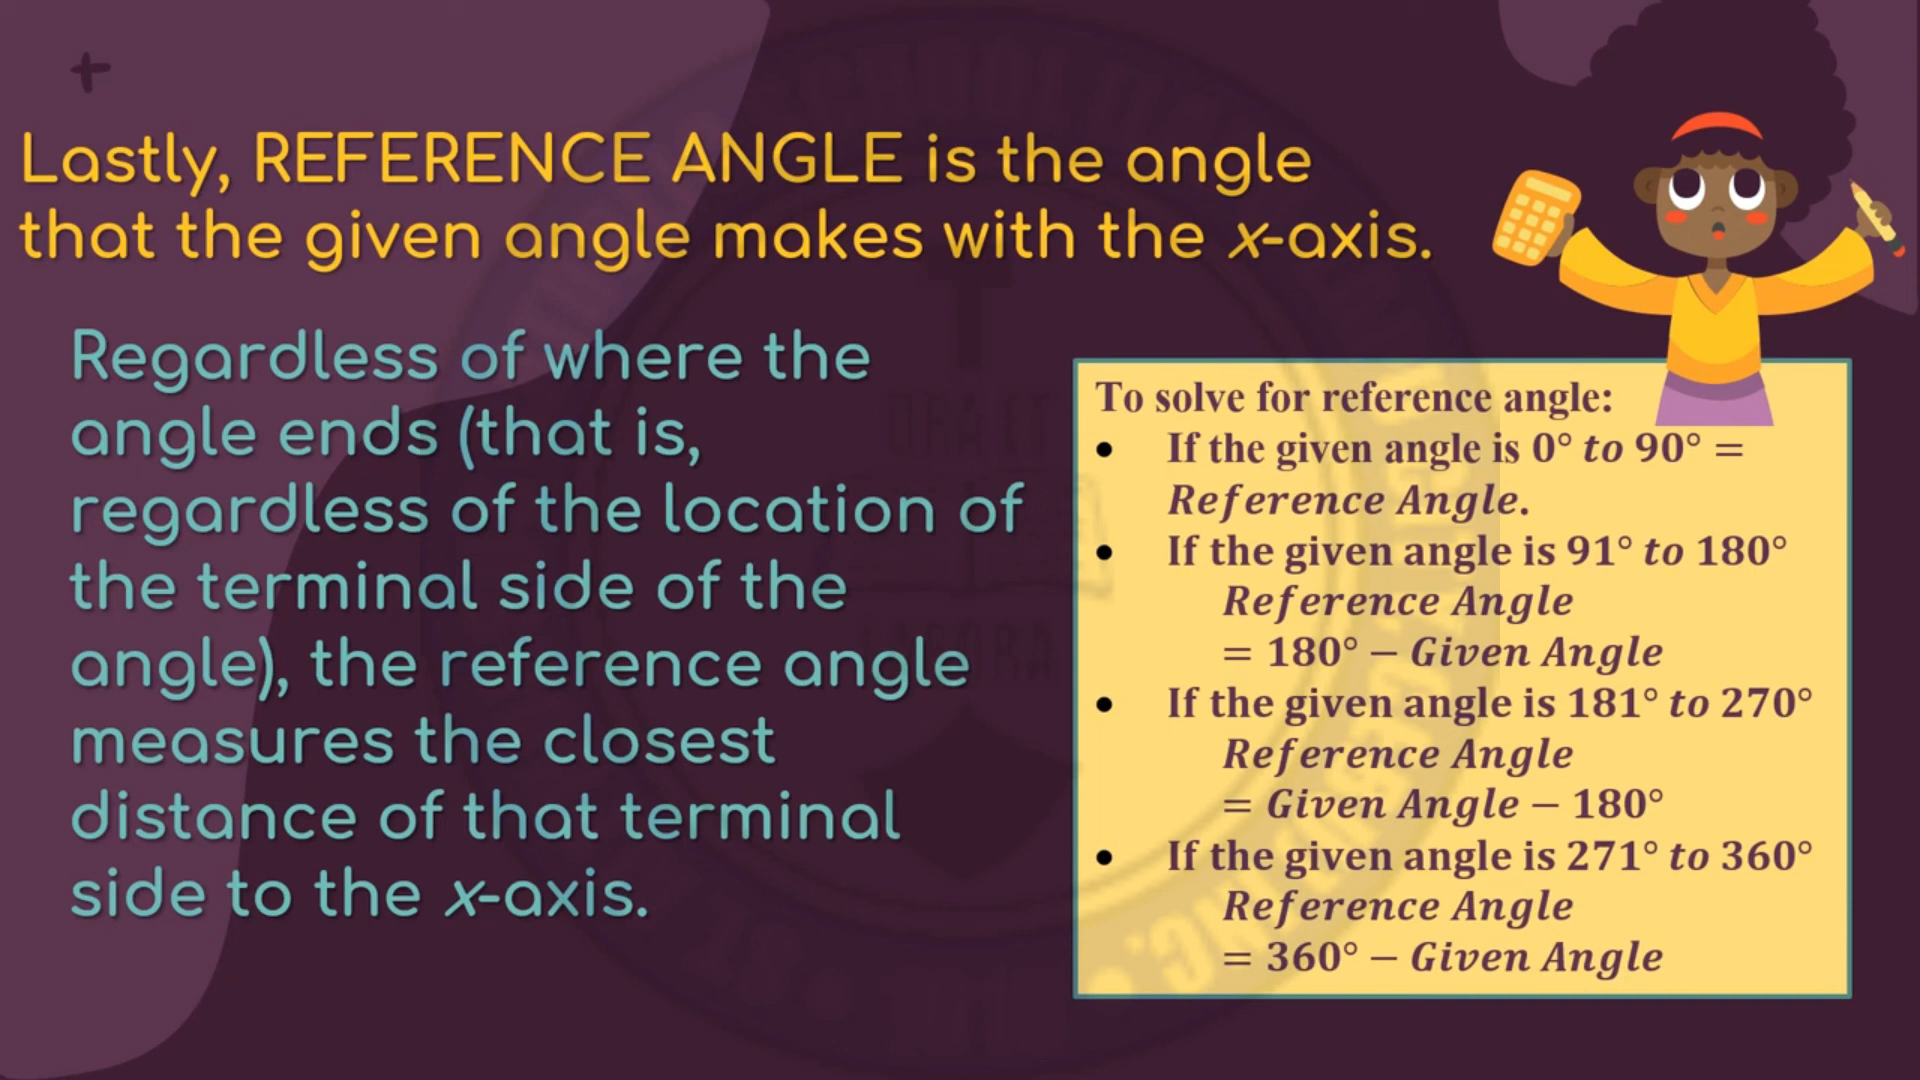 Lastly, REFERENCE ANGLE is the angle
that the given angle makes with the x-axis.
Regardless of where the
angle ends (that is,
regardless of the location of
the terminal side of the
angle), the reference angle
measures the closest
distance of that terminal
side to the x-axis.
To solve for reference angle:
• If the given angle is 0° to 90° =
Reference Angle.
• If the given angle is 91° to 180°
Reference Angle
= 180° − Given Angle
• If the given angle is 181° to 270°
Reference Angle
= Given Angle − 180°
• If the given angle is 271° to 360°
Reference Angle
= 360° − Given Angle